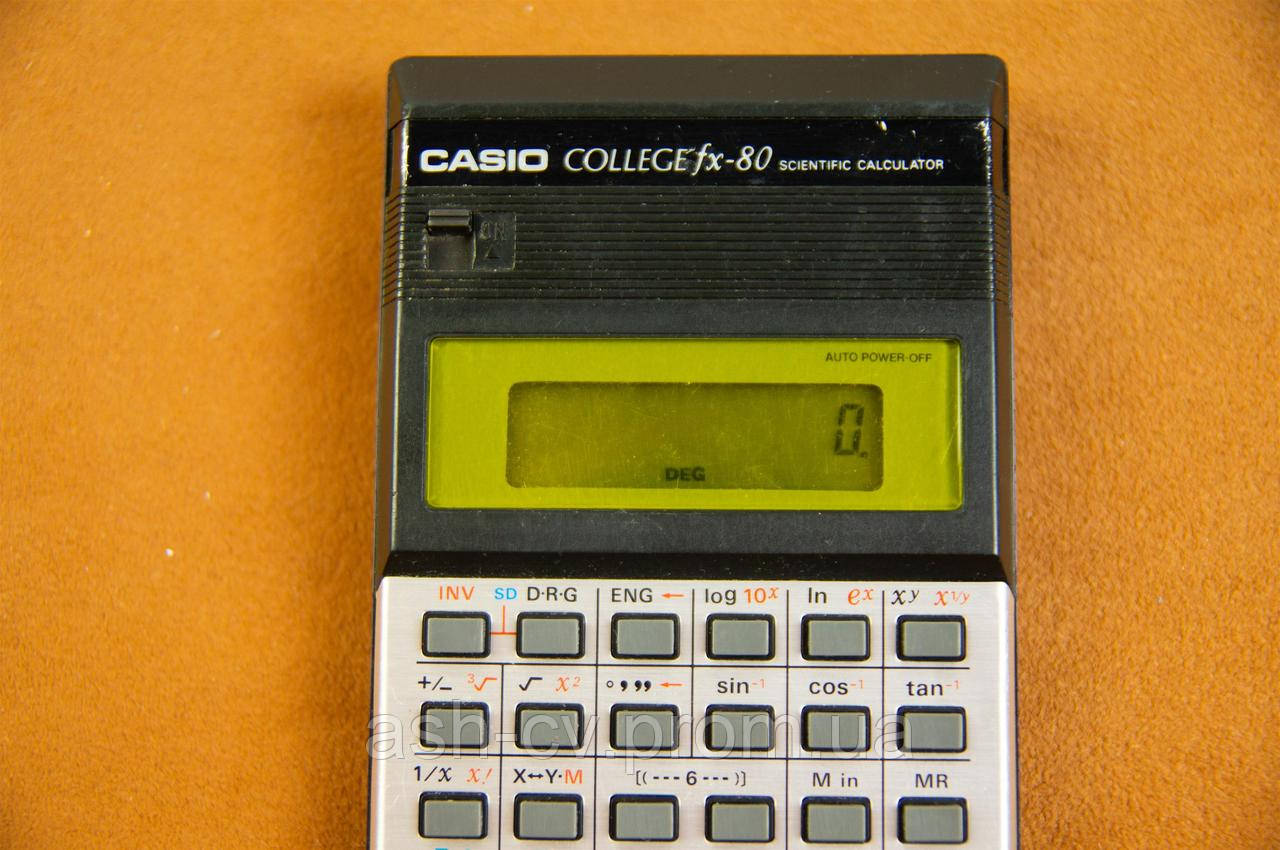 CASIO COLLEGE fx-80 SCIENTIFIC CALCULATOR
ON
AUTO POWER-OFF
0.
DEG
INV SD D·R·G ENG ← log 10ˣ ln eˣ xʸ x¹/ʸ
+/− ³√ √ x² °,,, ← sin⁻¹ cos⁻¹ tan⁻¹
ash-cv.prom.ua
1/x x! X↔Y·M [(---6---)] M in MR